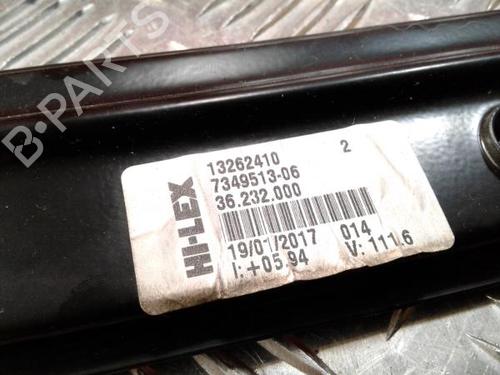 B-PARTS
HI-LEX
13262410 2
7349513-06
36.232.000
19/01/2017 014
I: +05.94 V: 111.6